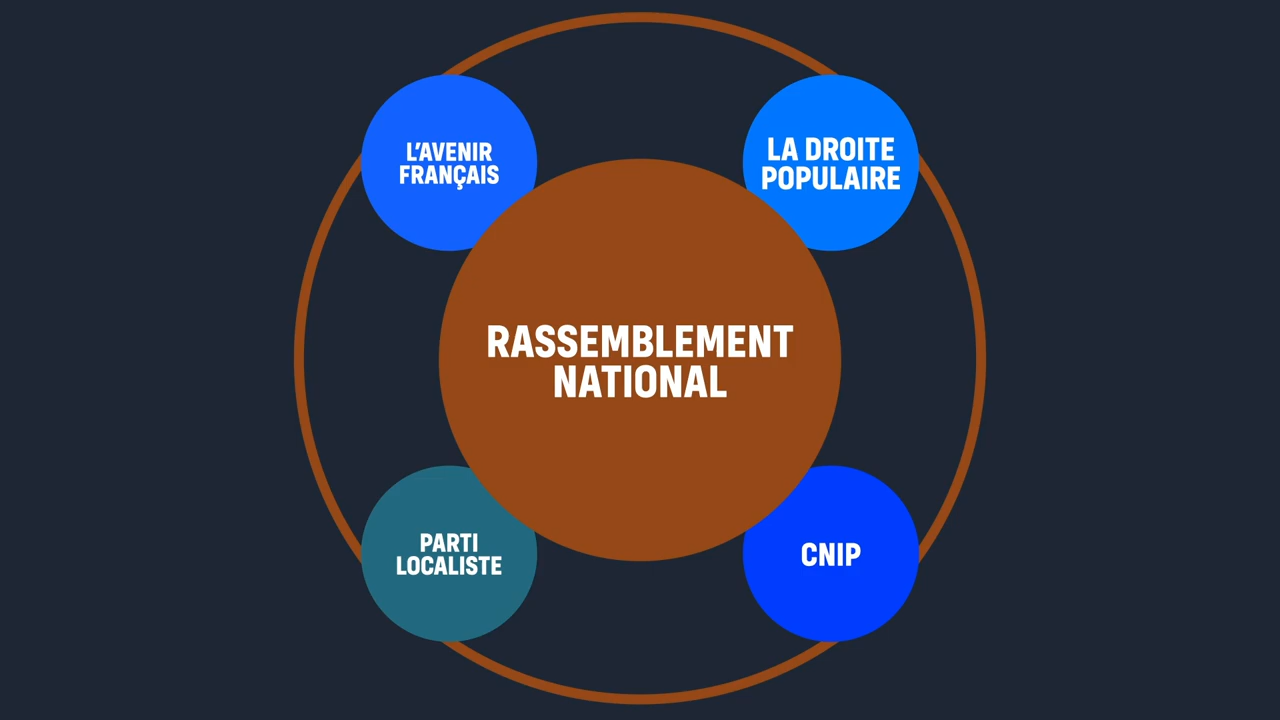 L'AVENIR
FRANÇAIS
LA DROITE
POPULAIRE
RASSEMBLEMENT
NATIONAL
PARTI
LOCALISTE
CNIP